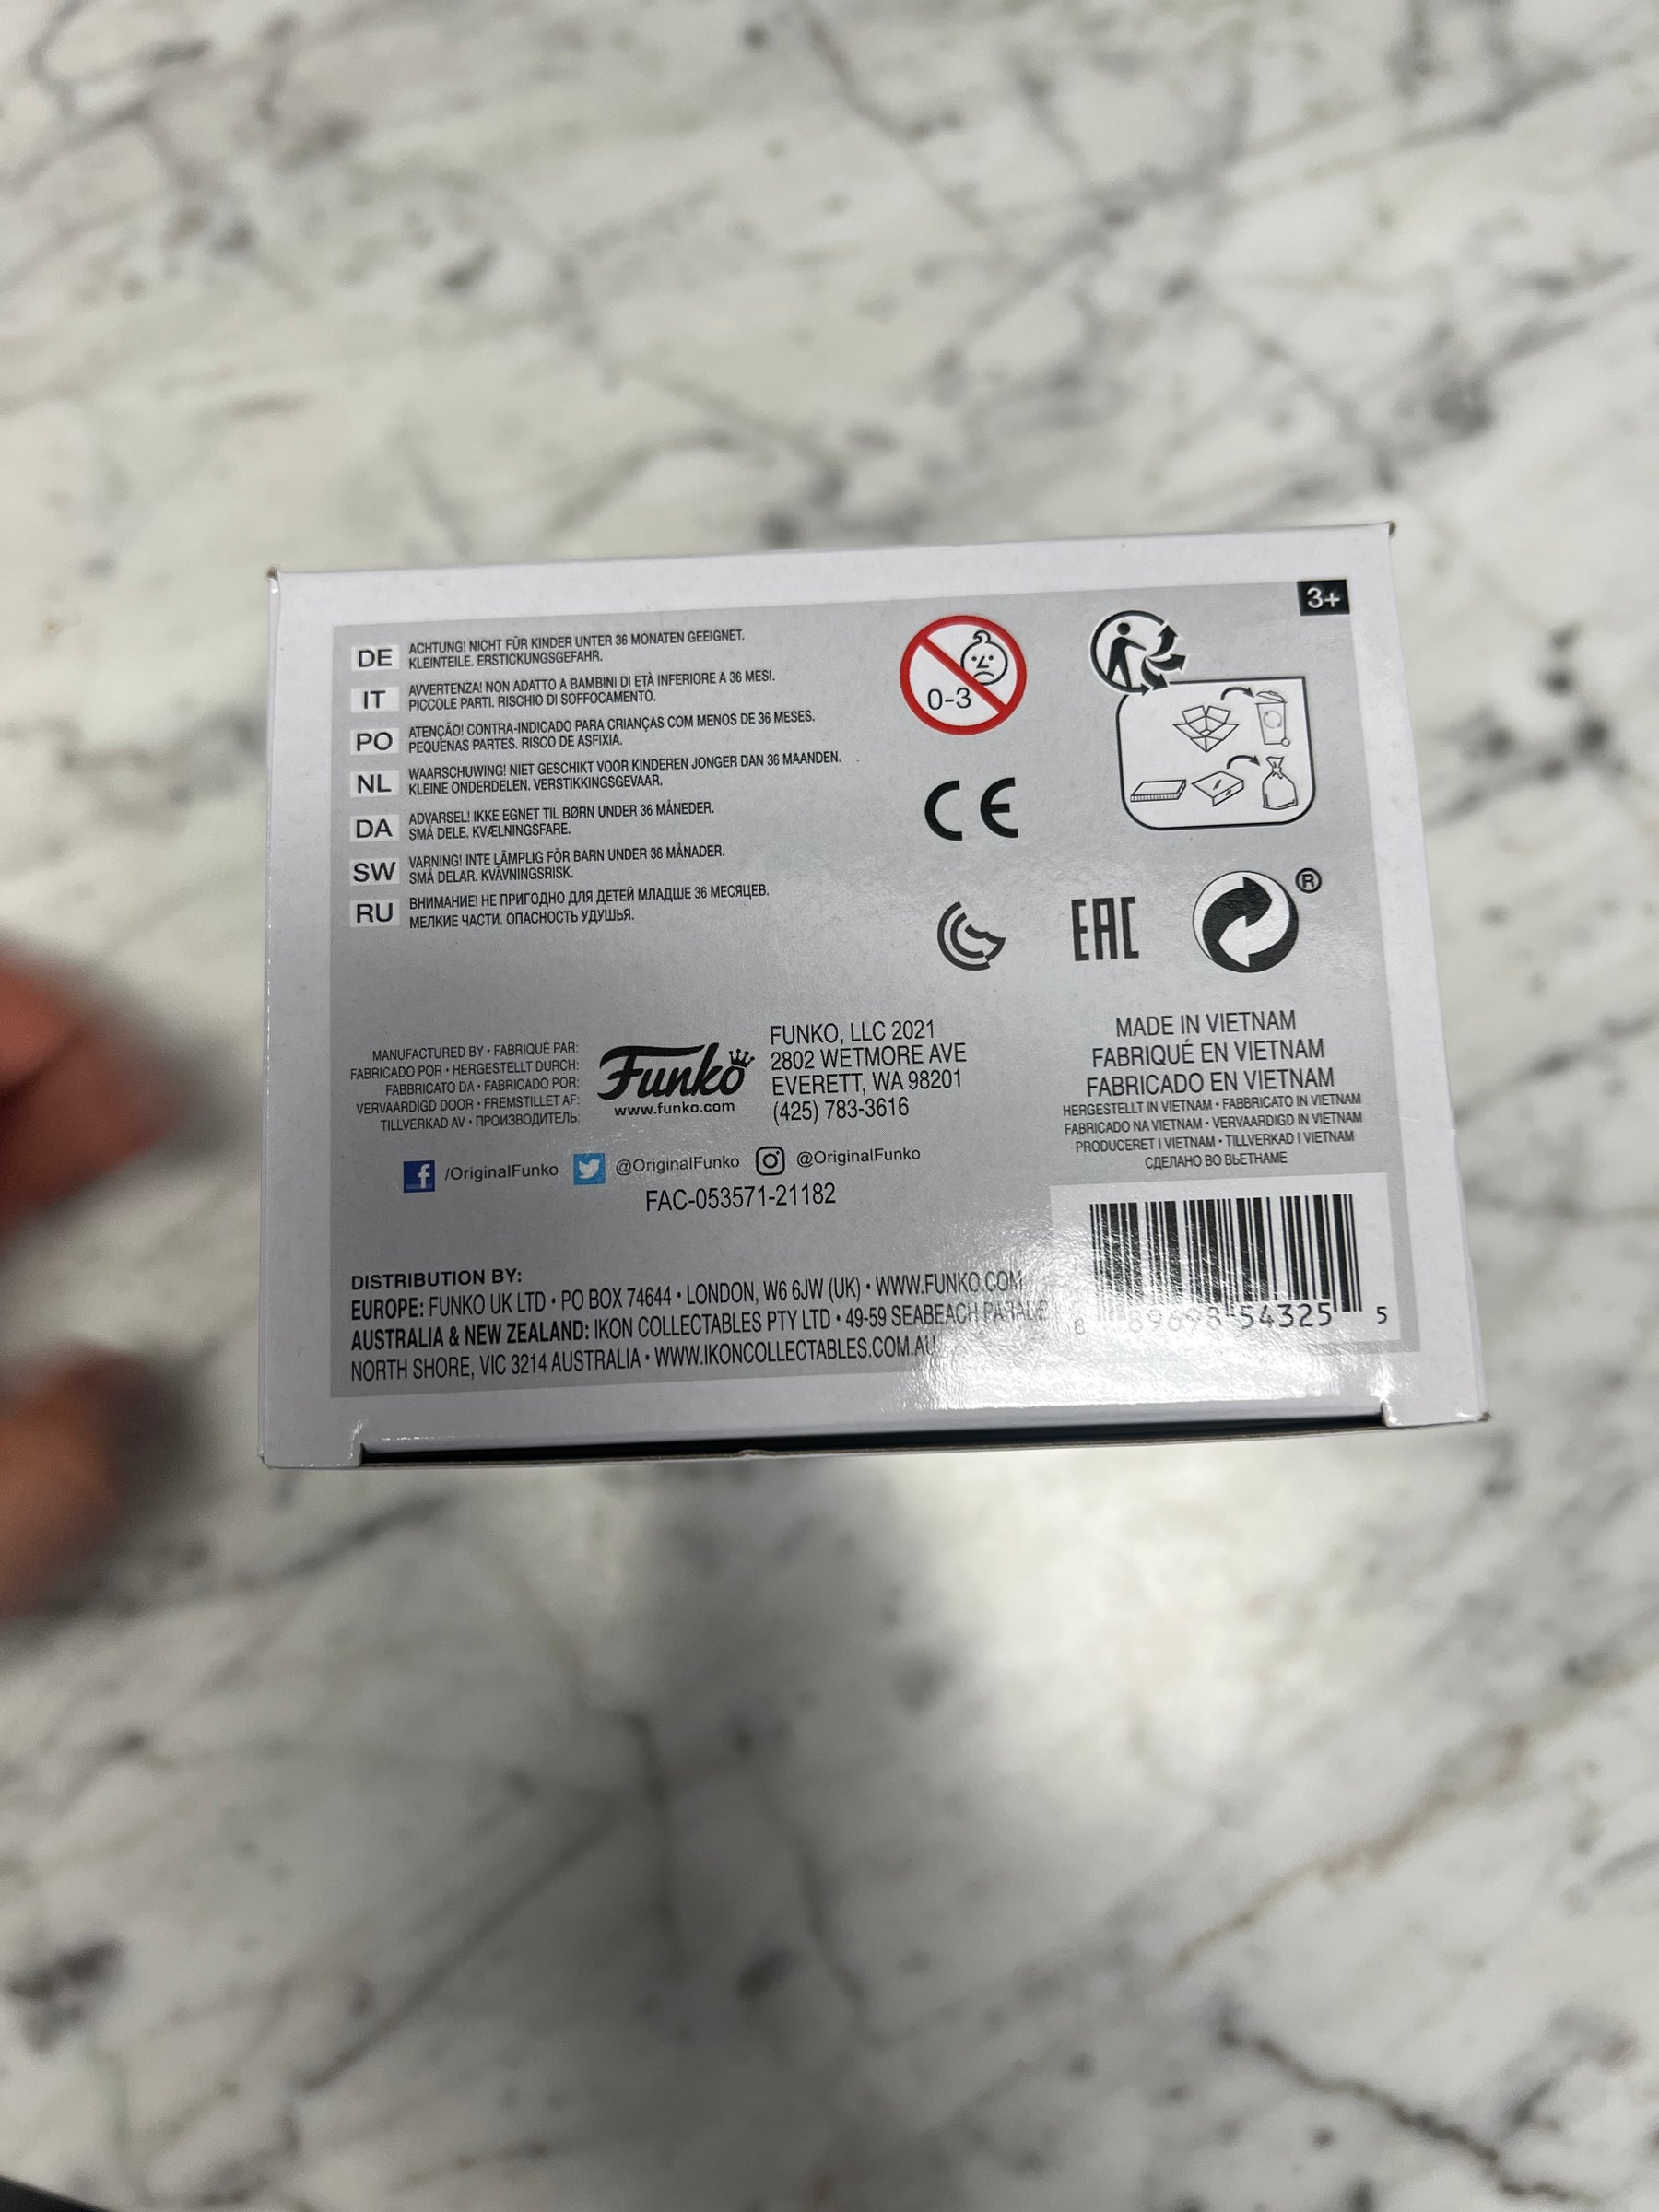 3+
DE ACHTUNG! NICHT FÜR KINDER UNTER 36 MONATEN GEEIGNET.
KLEINTEILE. ERSTICKUNGSGEFAHR.
IT AVVERTENZA! NON ADATTO A BAMBINI DI ETÀ INFERIORE A 36 MESI.
PICCOLE PARTI. RISCHIO DI SOFFOCAMENTO.
PO ATENÇÃO! CONTRA-INDICADO PARA CRIANÇAS COM MENOS DE 36 MESES.
PEQUENAS PARTES. RISCO DE ASFIXIA.
NL WAARSCHUWING! NIET GESCHIKT VOOR KINDEREN JONGER DAN 36 MAANDEN.
KLEINE ONDERDELEN. VERSTIKKINGSGEVAAR.
DA ADVARSEL! IKKE EGNET TIL BØRN UNDER 36 MÅNEDER.
SMÅ DELE. KVÆLNINGSFARE.
SW VARNING! INTE LÄMPLIG FÖR BARN UNDER 36 MÅNADER.
SMÅ DELAR. KVÄVNINGSRISK.
RU ВНИМАНИЕ! НЕ ПРИГОДНО ДЛЯ ДЕТЕЙ МЛАДШЕ 36 МЕСЯЦЕВ.
МЕЛКИЕ ЧАСТИ. ОПАСНОСТЬ УДУШЬЯ.
0-3
CE
EAC
®
MANUFACTURED BY • FABRIQUÉ PAR:
FABRICADO POR • HERGESTELLT DURCH:
FABBRICATO DA • FABRICADO POR:
VERVAARDIGD DOOR • FREMSTILLET AF:
TILLVERKAD AV • ПРОИЗВОДИТЕЛЬ:
Funko
www.funko.com
FUNKO, LLC 2021
2802 WETMORE AVE
EVERETT, WA 98201
(425) 783-3616
MADE IN VIETNAM
FABRIQUÉ EN VIETNAM
FABRICADO EN VIETNAM
HERGESTELLT IN VIETNAM • FABBRICATO IN VIETNAM
FABRICADO NA VIETNAM • VERVAARDIGD IN VIETNAM
PRODUCERET I VIETNAM • TILLVERKAD I VIETNAM
СДЕЛАНО ВО ВЬЕТНАМЕ
/OriginalFunko @OriginalFunko @OriginalFunko
FAC-053571-21182
DISTRIBUTION BY:
EUROPE: FUNKO UK LTD • PO BOX 74644 • LONDON, W6 6JW (UK) • WWW.FUNKO.COM
AUSTRALIA & NEW ZEALAND: IKON COLLECTABLES PTY LTD • 49-59 SEABEACH PARADE
NORTH SHORE, VIC 3214 AUSTRALIA • WWW.IKONCOLLECTABLES.COM.AU
8 89698 54325 5